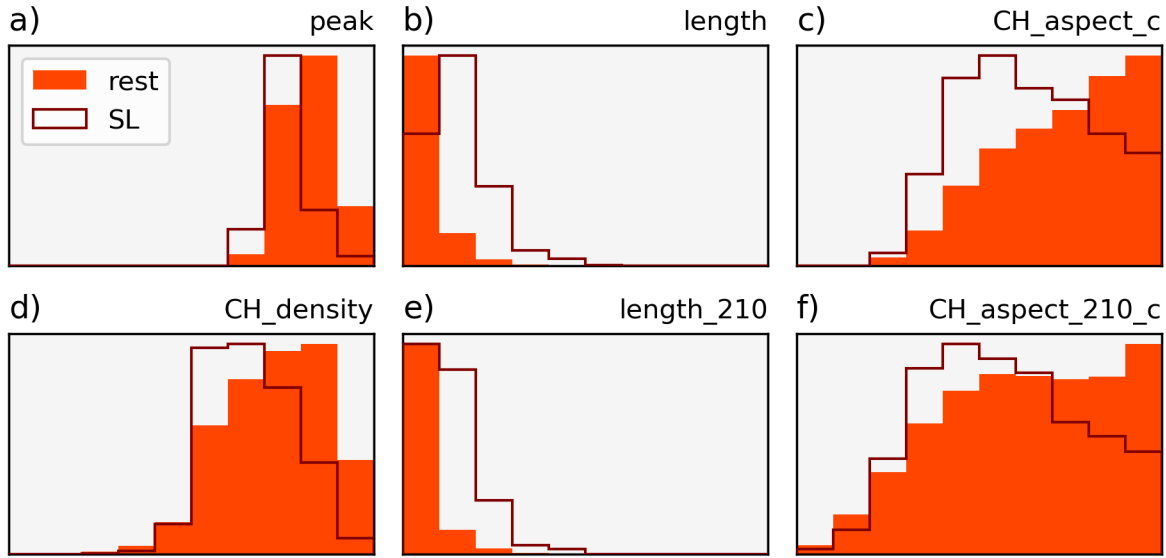 a) peak
b) length
c) CH_aspect_c
rest
SL
d) CH_density
e) length_210
f) CH_aspect_210_c